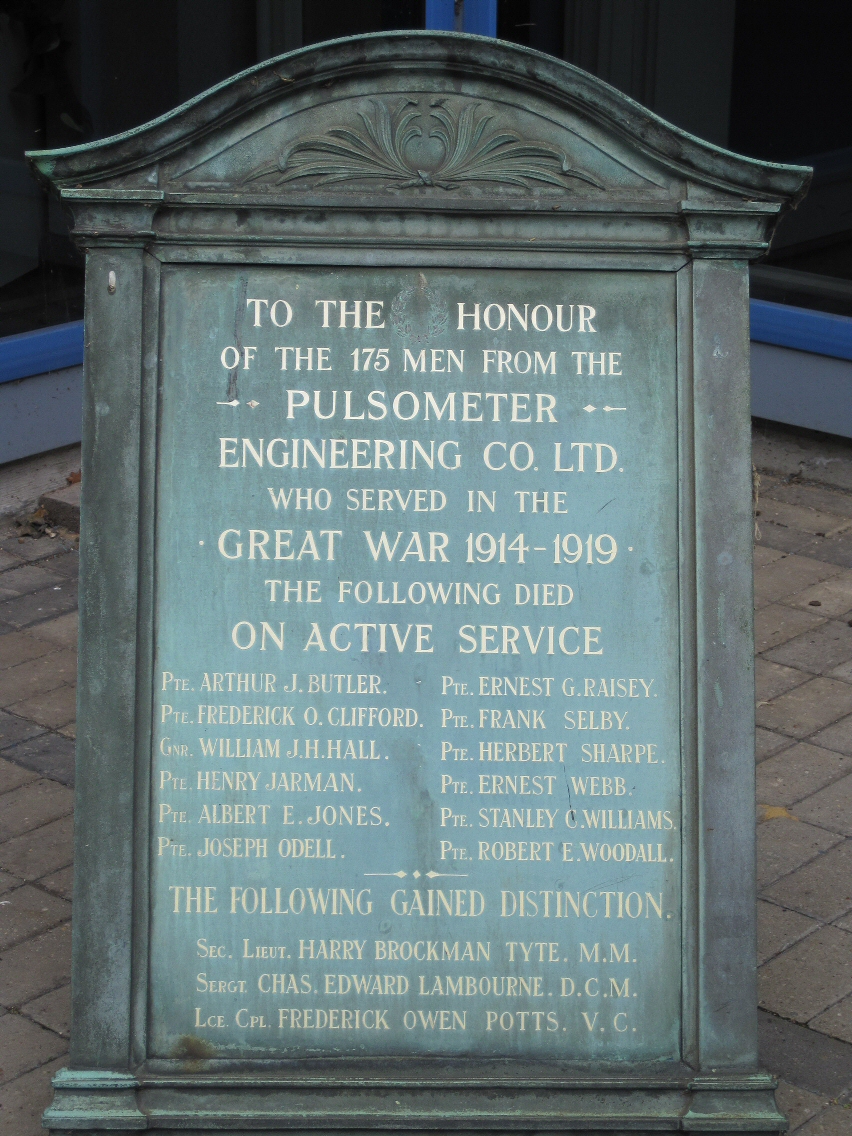 TO THE HONOUR
OF THE 175 MEN FROM THE
PULSOMETER
ENGINEERING CO. LTD.
WHO SERVED IN THE
· GREAT WAR 1914-1919 ·
THE FOLLOWING DIED
ON ACTIVE SERVICE
PTE. ARTHUR J. BUTLER.
PTE. FREDERICK O. CLIFFORD.
GNR. WILLIAM J.H. HALL.
PTE. HENRY JARMAN.
PTE. ALBERT E. JONES.
PTE. JOSEPH ODELL.
PTE. ERNEST G. RAISEY.
PTE. FRANK SELBY.
PTE. HERBERT SHARPE.
PTE. ERNEST WEBB.
PTE. STANLEY C. WILLIAMS.
PTE. ROBERT E. WOODALL.
THE FOLLOWING GAINED DISTINCTION.
SEC. LIEUT. HARRY BROCKMAN TYTE. M.M.
SERGT. CHAS. EDWARD LAMBOURNE. D.C.M.
LCE. CPL. FREDERICK OWEN POTTS. V.C.